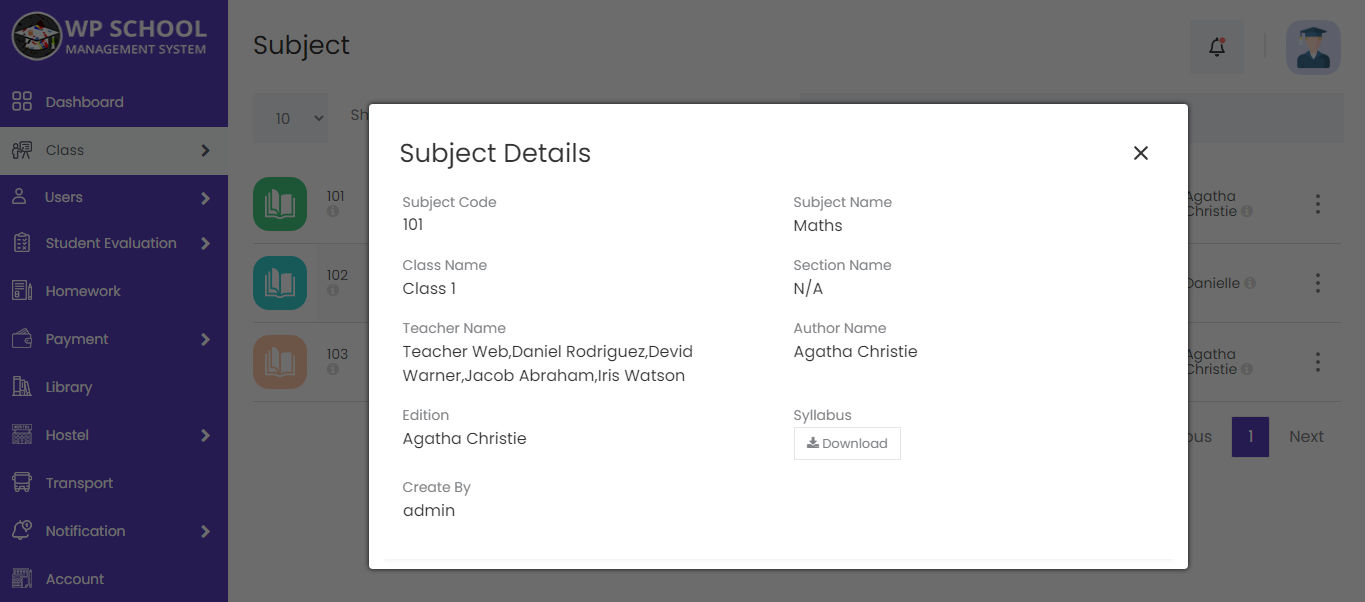 WP SCHOOL
MANAGEMENT SYSTEM
Subject
Dashboard
Class
Users
Student Evaluation
Homework
Payment
Library
Hostel
Transport
Notification
Account
10
Sh
101
102
103
Subject Details
Subject Code
101
Subject Name
Maths
Class Name
Class 1
Section Name
N/A
Teacher Name
Teacher Web,Daniel Rodriguez,Devid
Warner,Jacob Abraham,Iris Watson
Author Name
Agatha Christie
Edition
Agatha Christie
Syllabus
Download
Create By
admin
Agatha
Christie
Danielle
Agatha
Christie
ous
1
Next